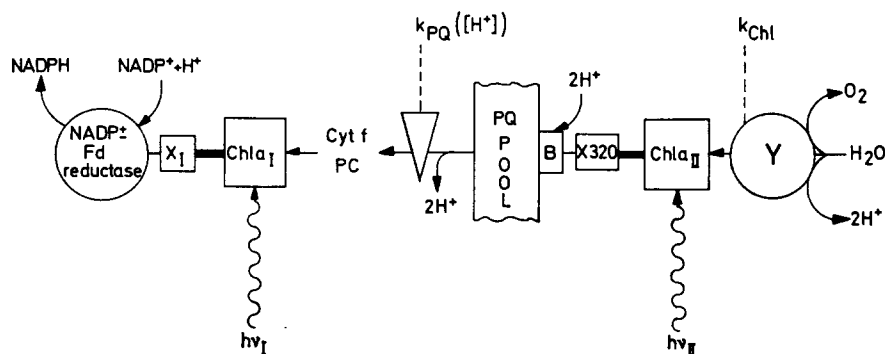 NADPH
NADP⁺+H⁺
NADP±
Fd
reductase
X_I
Chla_I
hν_I
Cyt f
PC
k_PQ([H⁺])
2H⁺
PQ
POOL
B
2H⁺
X320
Chla_II
hν_II
k_Chl
Y
O₂
H₂O
2H⁺